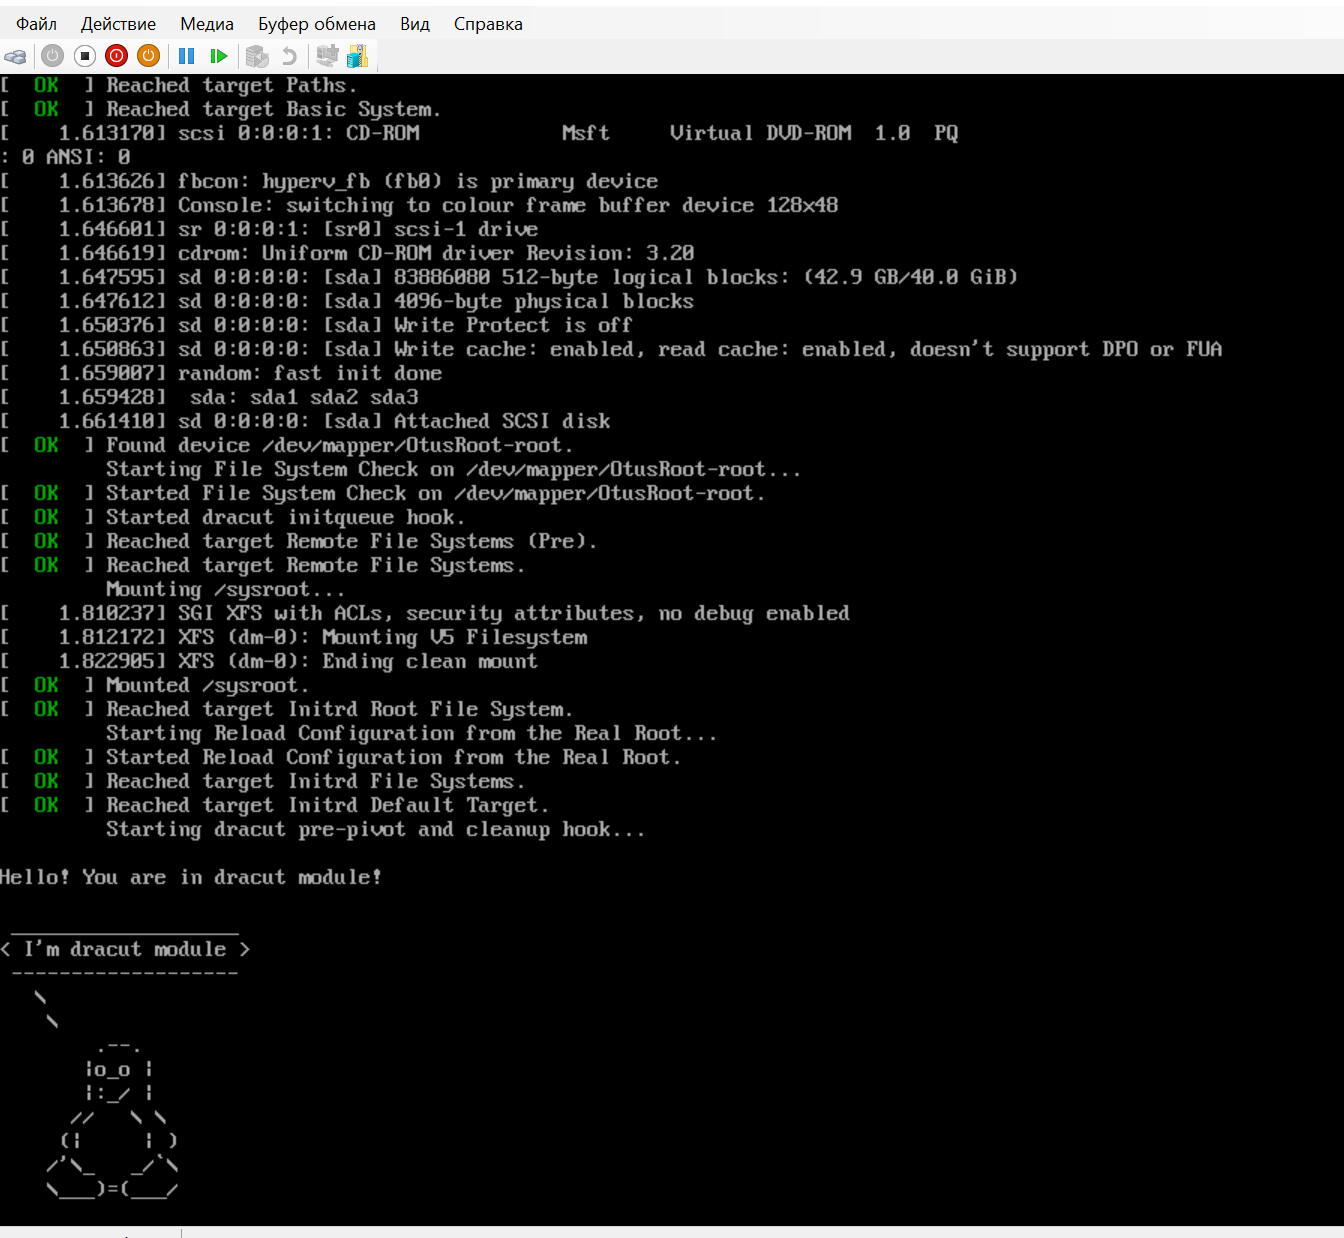 Файл Действие Медиа Буфер обмена Вид Справка
[  OK  ] Reached target Paths.
[  OK  ] Reached target Basic System.
[    1.613170] scsi 0:0:0:1: CD-ROM            Msft     Virtual DVD-ROM  1.0  PQ
: 0 ANSI: 0
[    1.613626] fbcon: hyperv_fb (fb0) is primary device
[    1.613678] Console: switching to colour frame buffer device 128x48
[    1.646601] sr 0:0:0:1: [sr0] scsi-1 drive
[    1.646619] cdrom: Uniform CD-ROM driver Revision: 3.20
[    1.647595] sd 0:0:0:0: [sda] 83886080 512-byte logical blocks: (42.9 GB/40.0 GiB)
[    1.647612] sd 0:0:0:0: [sda] 4096-byte physical blocks
[    1.650376] sd 0:0:0:0: [sda] Write Protect is off
[    1.650863] sd 0:0:0:0: [sda] Write cache: enabled, read cache: enabled, doesn't support DPO or FUA
[    1.659007] random: fast init done
[    1.659428]  sda: sda1 sda2 sda3
[    1.661410] sd 0:0:0:0: [sda] Attached SCSI disk
[  OK  ] Found device /dev/mapper/OtusRoot-root.
         Starting File System Check on /dev/mapper/OtusRoot-root...
[  OK  ] Started File System Check on /dev/mapper/OtusRoot-root.
[  OK  ] Started dracut initqueue hook.
[  OK  ] Reached target Remote File Systems (Pre).
[  OK  ] Reached target Remote File Systems.
         Mounting /sysroot...
[    1.810237] SGI XFS with ACLs, security attributes, no debug enabled
[    1.812172] XFS (dm-0): Mounting V5 Filesystem
[    1.822905] XFS (dm-0): Ending clean mount
[  OK  ] Mounted /sysroot.
[  OK  ] Reached target Initrd Root File System.
         Starting Reload Configuration from the Real Root...
[  OK  ] Started Reload Configuration from the Real Root.
[  OK  ] Reached target Initrd File Systems.
[  OK  ] Reached target Initrd Default Target.
         Starting dracut pre-pivot and cleanup hook...
Hello! You are in dracut module!
 ___________________
< I'm dracut module >
 -------------------
   \
    \
        .--.
       |o_o |
       |:_/ |
      //   \ \
     (|     | )
    /'\_   _/`\
    \___)=(___/